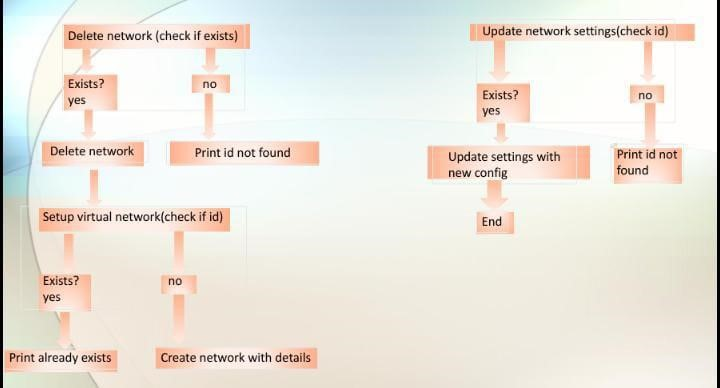 Delete network (check if exists)
Exists?
yes
no
Delete network
Print id not found
Setup virtual network(check if id)
Exists?
yes
no
Print already exists
Create network with details
Update network settings(check id)
Exists?
yes
no
Update settings with
new config
Print id not
found
End